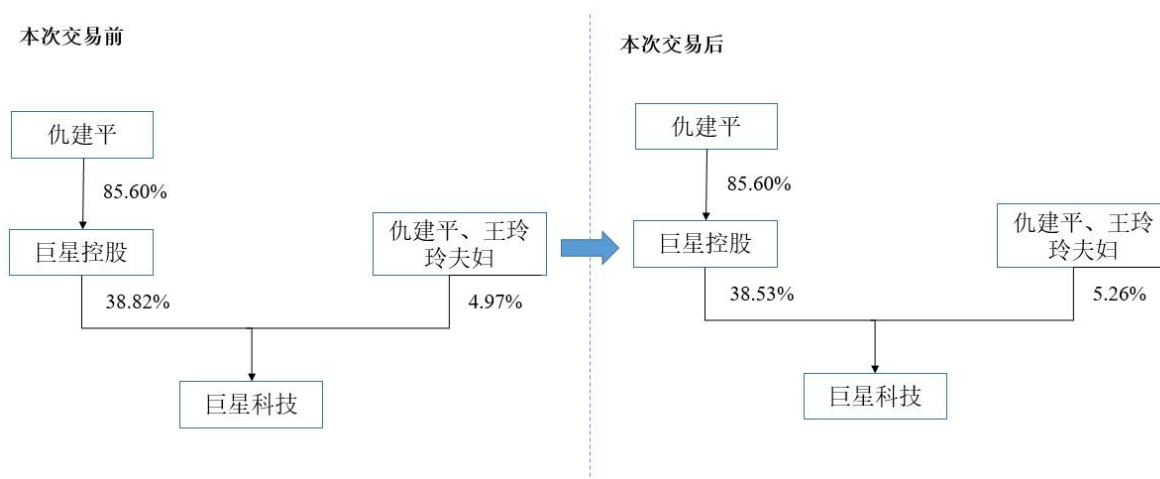 本次交易前
仇建平
85.60%
巨星控股
仇建平、王玲
玲夫妇
38.82%
4.97%
巨星科技
本次交易后
仇建平
85.60%
巨星控股
仇建平、王玲
玲夫妇
38.53%
5.26%
巨星科技